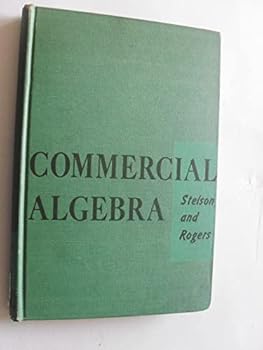 COMMERCIAL
ALGEBRA
Stelson
and
Rogers